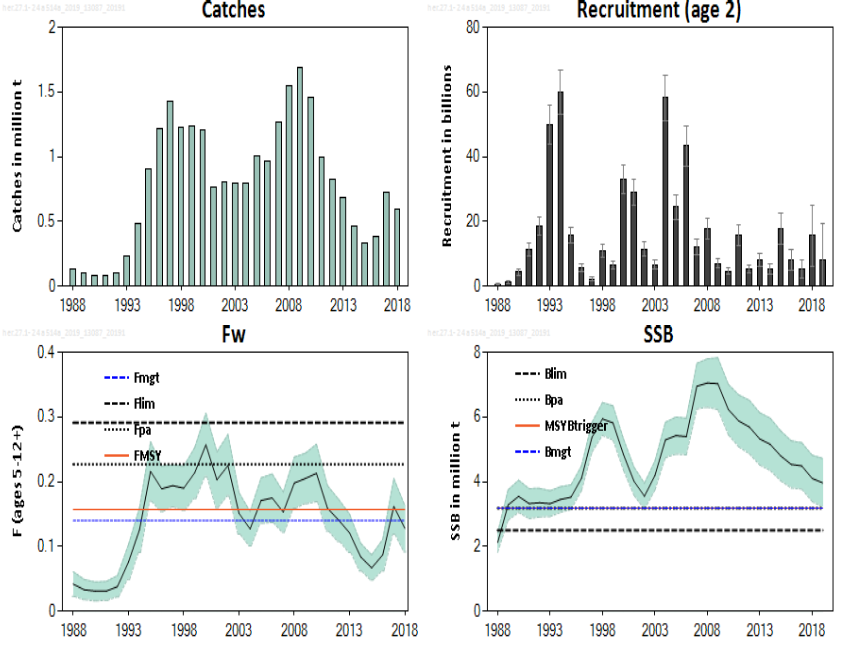 Catches
2
1.5
1
0.5
0
Catches in million t
1988 1993 1998 2003 2008 2013 2018
Recruitment (age 2)
80
60
40
20
0
Recruitment in billions
1988 1993 1998 2003 2008 2013 2018
Fw
0.4
0.3
0.2
0.1
0
F (ages 5-12+)
Fmgt
Flim
Fpa
FMSY
1988 1993 1998 2003 2008 2013 2018
SSB
8
6
4
2
0
SSB in million t
Blim
Bpa
MSYBtrigger
Bmgt
1988 1993 1998 2003 2008 2013 2018